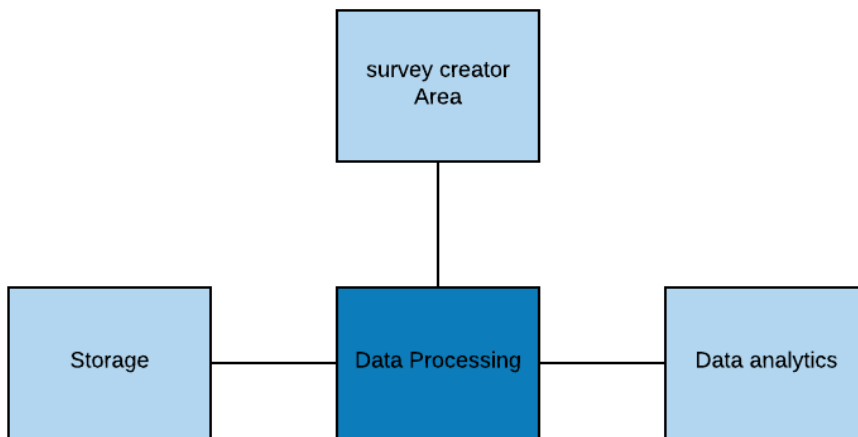 survey creator
Area
Storage
Data Processing
Data analytics